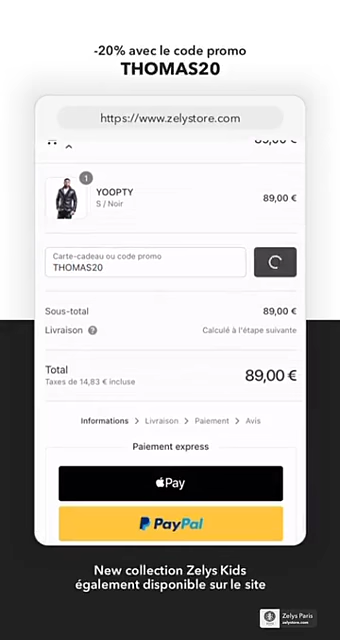 -20% avec le code promo
THOMAS20
https://www.zelystore.com
89,00 €
1
YOOPTY
S / Noir
89,00 €
Carte-cadeau ou code promo
THOMAS20
Sous-total
89,00 €
Livraison ?
Calculé à l'étape suivante
Total
Taxes de 14,83 € incluse
89,00 €
Informations > Livraison > Paiement > Avis
Paiement express
Pay
PayPal
New collection Zelys Kids
également disponible sur le site
Zelys Paris
zelystore.com